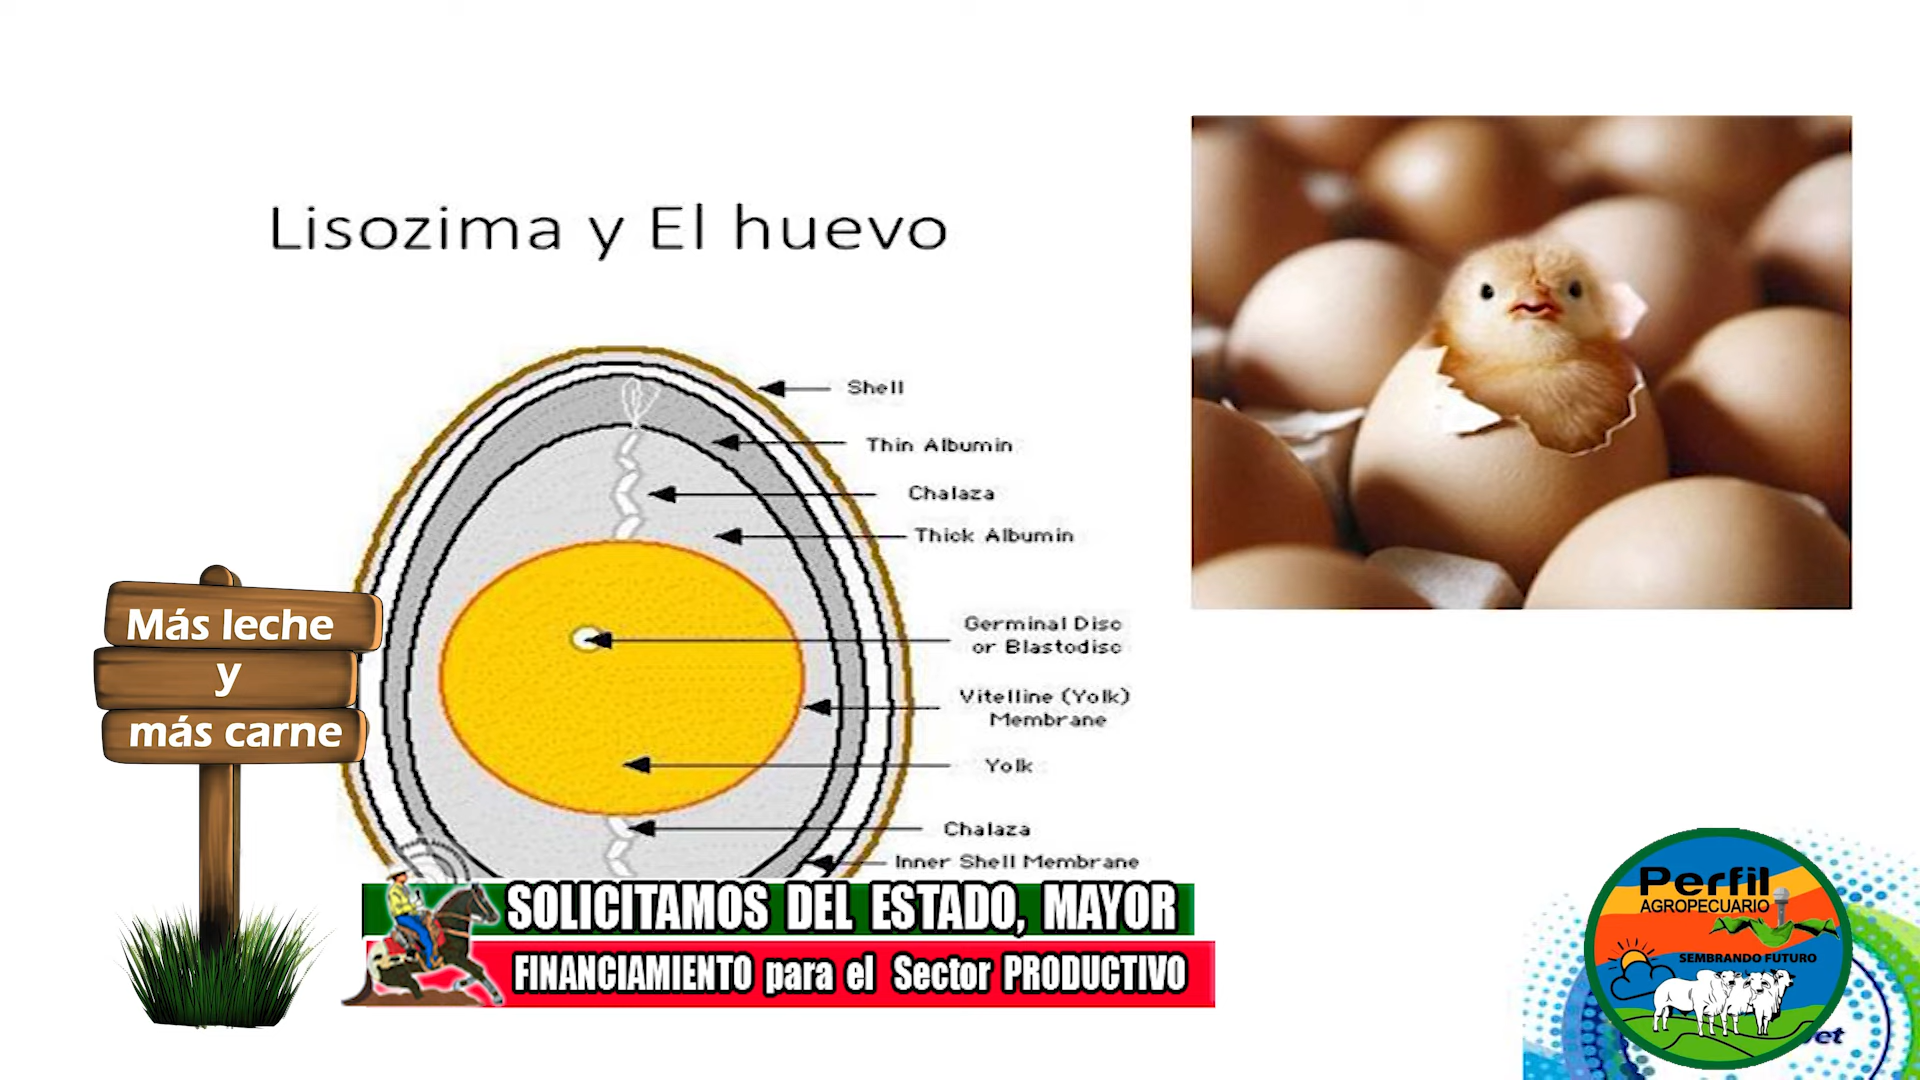 Lisozima y El huevo
Shell
Thin Albumin
Chalaza
Thick Albumin
Germinal Disc
or Blastodisc
Vitelline (Yolk)
Membrane
Yolk
Chalaza
Inner Shell Membrane
Más leche
y
más carne
SOLICITAMOS DEL ESTADO, MAYOR
FINANCIAMIENTO para el Sector PRODUCTIVO
Perfil
AGROPECUARIO
SEMBRANDO FUTURO